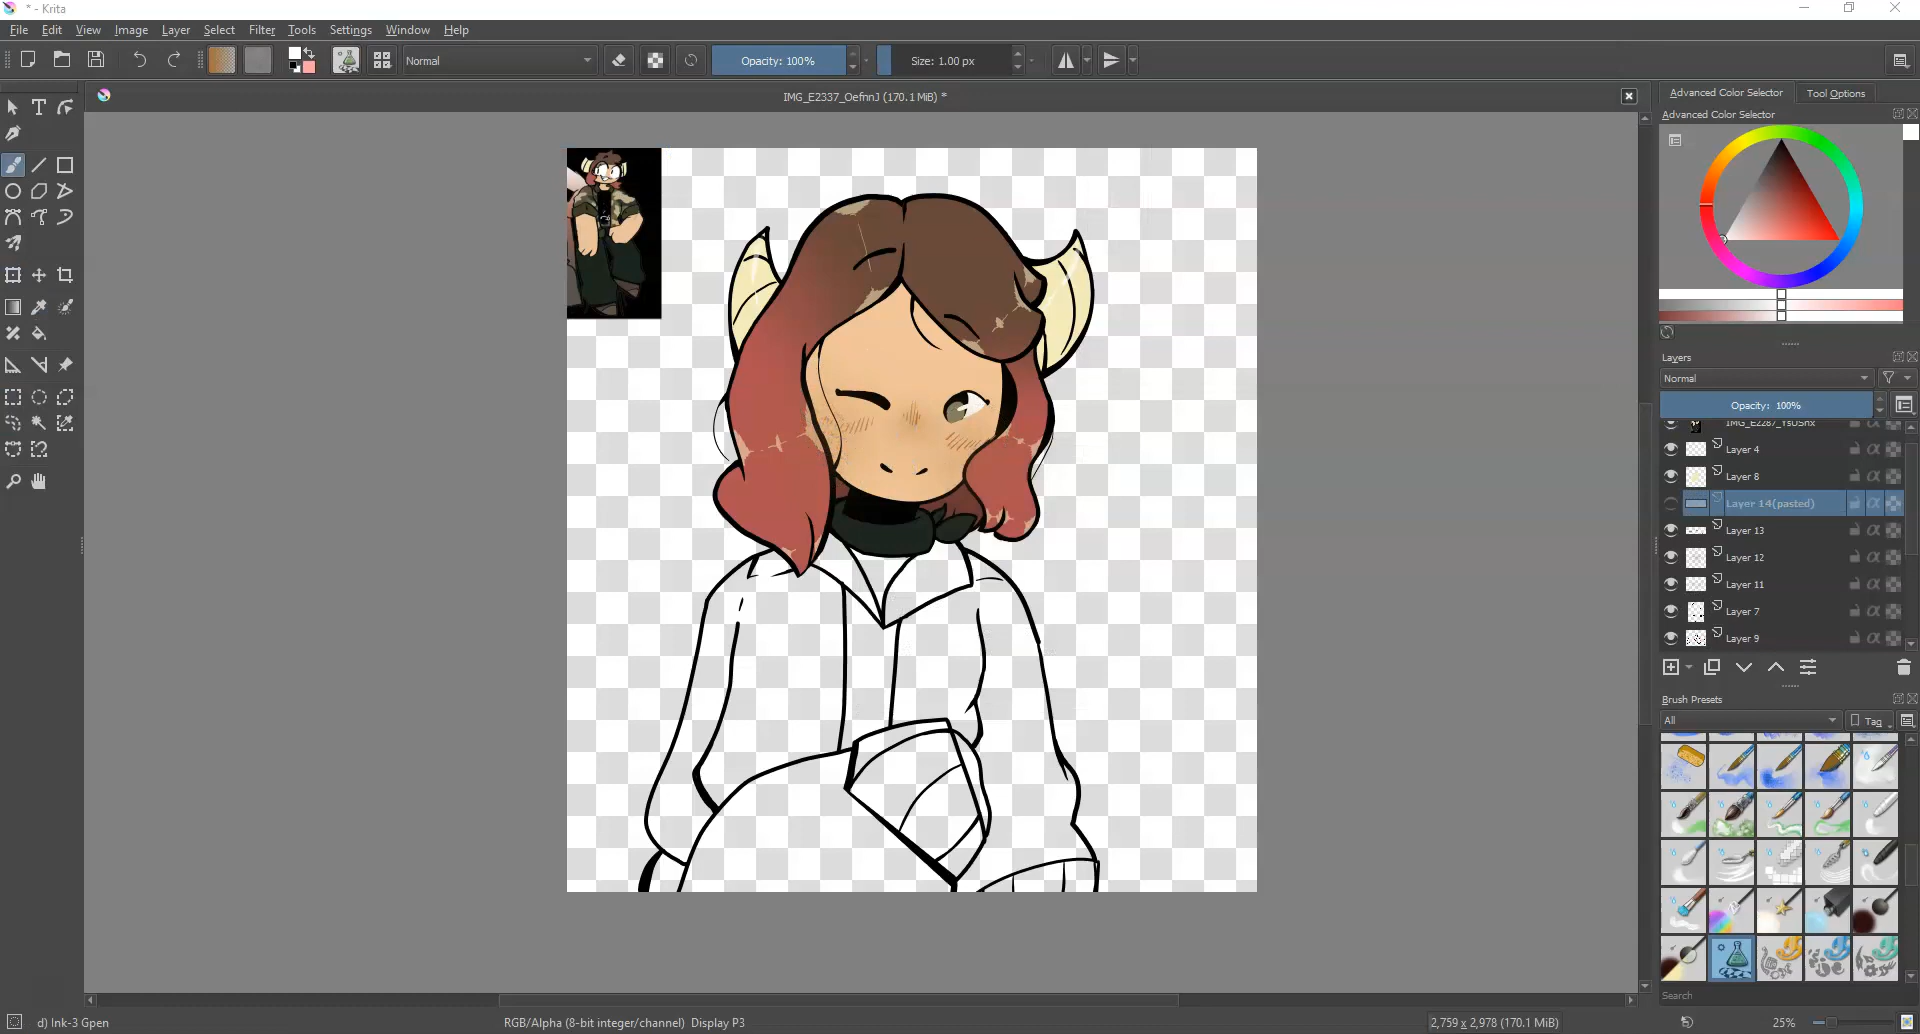 * - Krita
File Edit View Image Layer Select Filter Tools Settings Window Help
Normal Opacity: 100% Size: 1.00 px
IMG_E2337_OefnnJ (170.1 MiB) *
Advanced Color Selector Tool Options
Advanced Color Selector
Layers
Normal
Opacity: 100%
Layer 4
Layer 8
Layer 14(pasted)
Layer 13
Layer 12
Layer 11
Layer 7
Layer 9
Brush Presets
All Tag
Search
d) Ink-3 Gpen RGB/Alpha (8-bit integer/channel) Display P3 2,759 x 2,978 (170.1 MiB) 25%